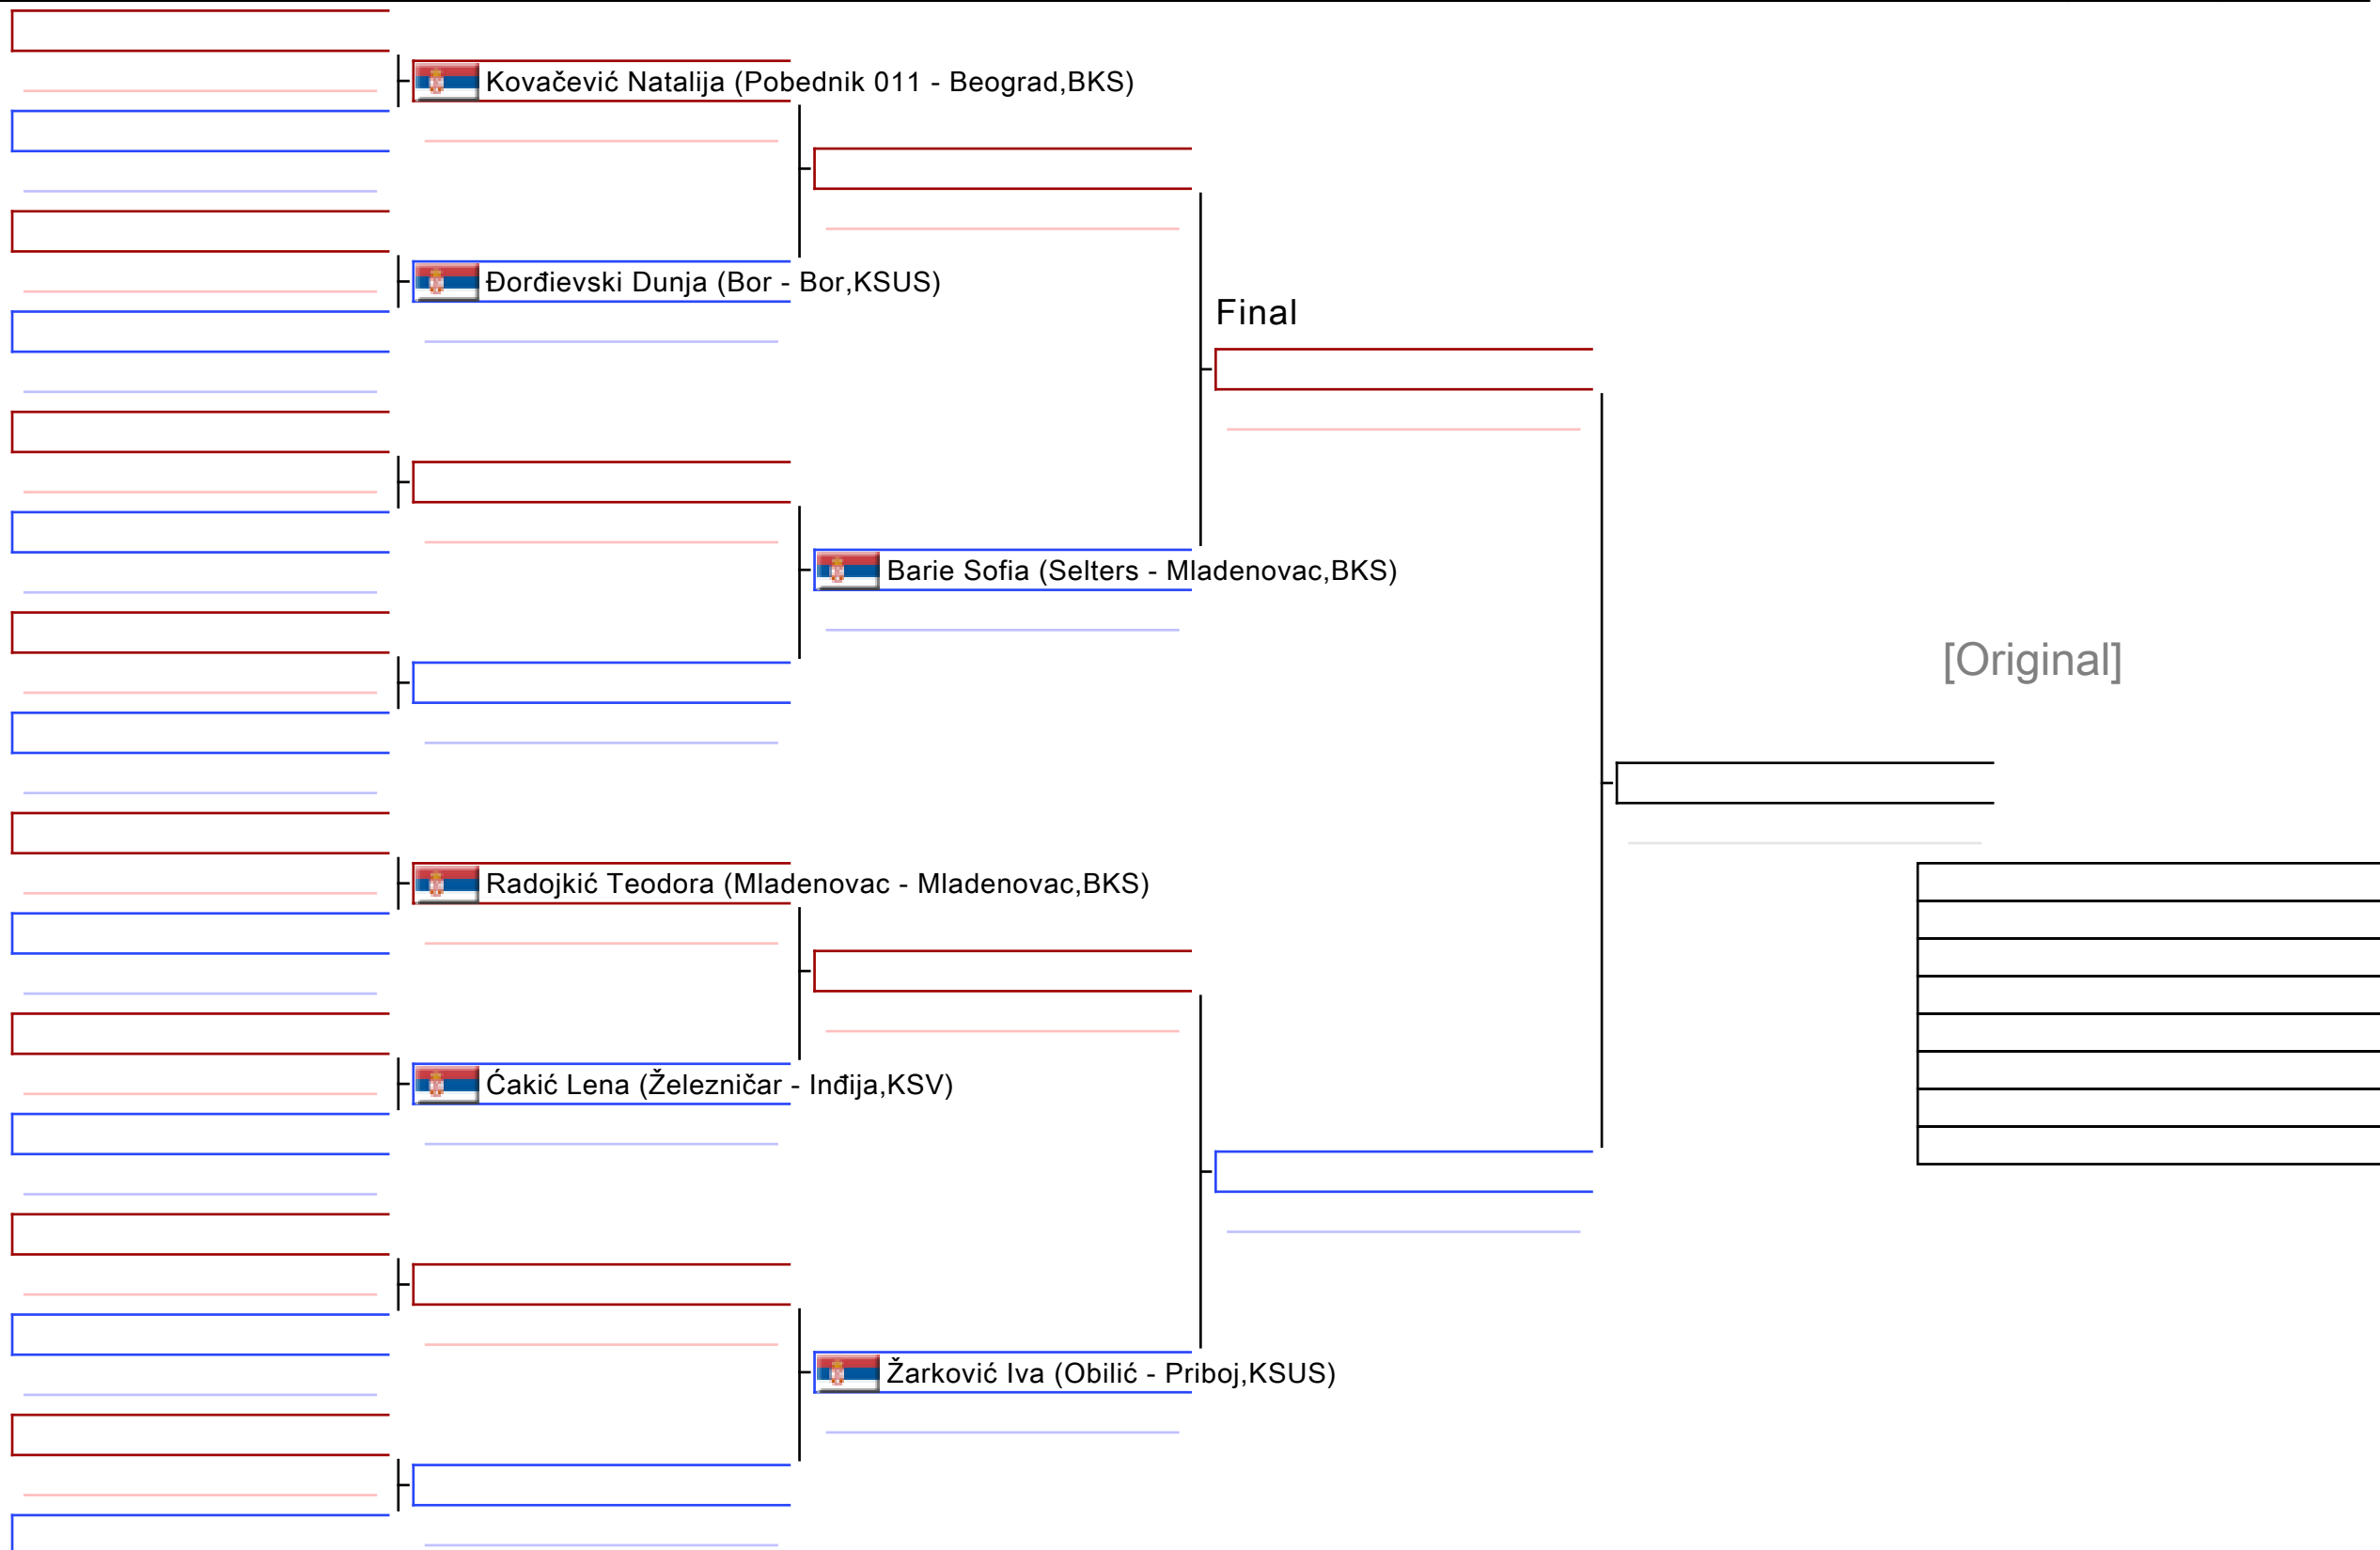 Kovačević Natalija (Pobednik 011 - Beograd,BKS)
Đorđievski Dunja (Bor - Bor,KSUS)
Final
Barie Sofia (Selters - Mladenovac,BKS)
[Original]
Radojkić Teodora (Mladenovac - Mladenovac,BKS)
Ćakić Lena (Železničar - Inđija,KSV)
Žarković Iva (Obilić - Priboj,KSUS)